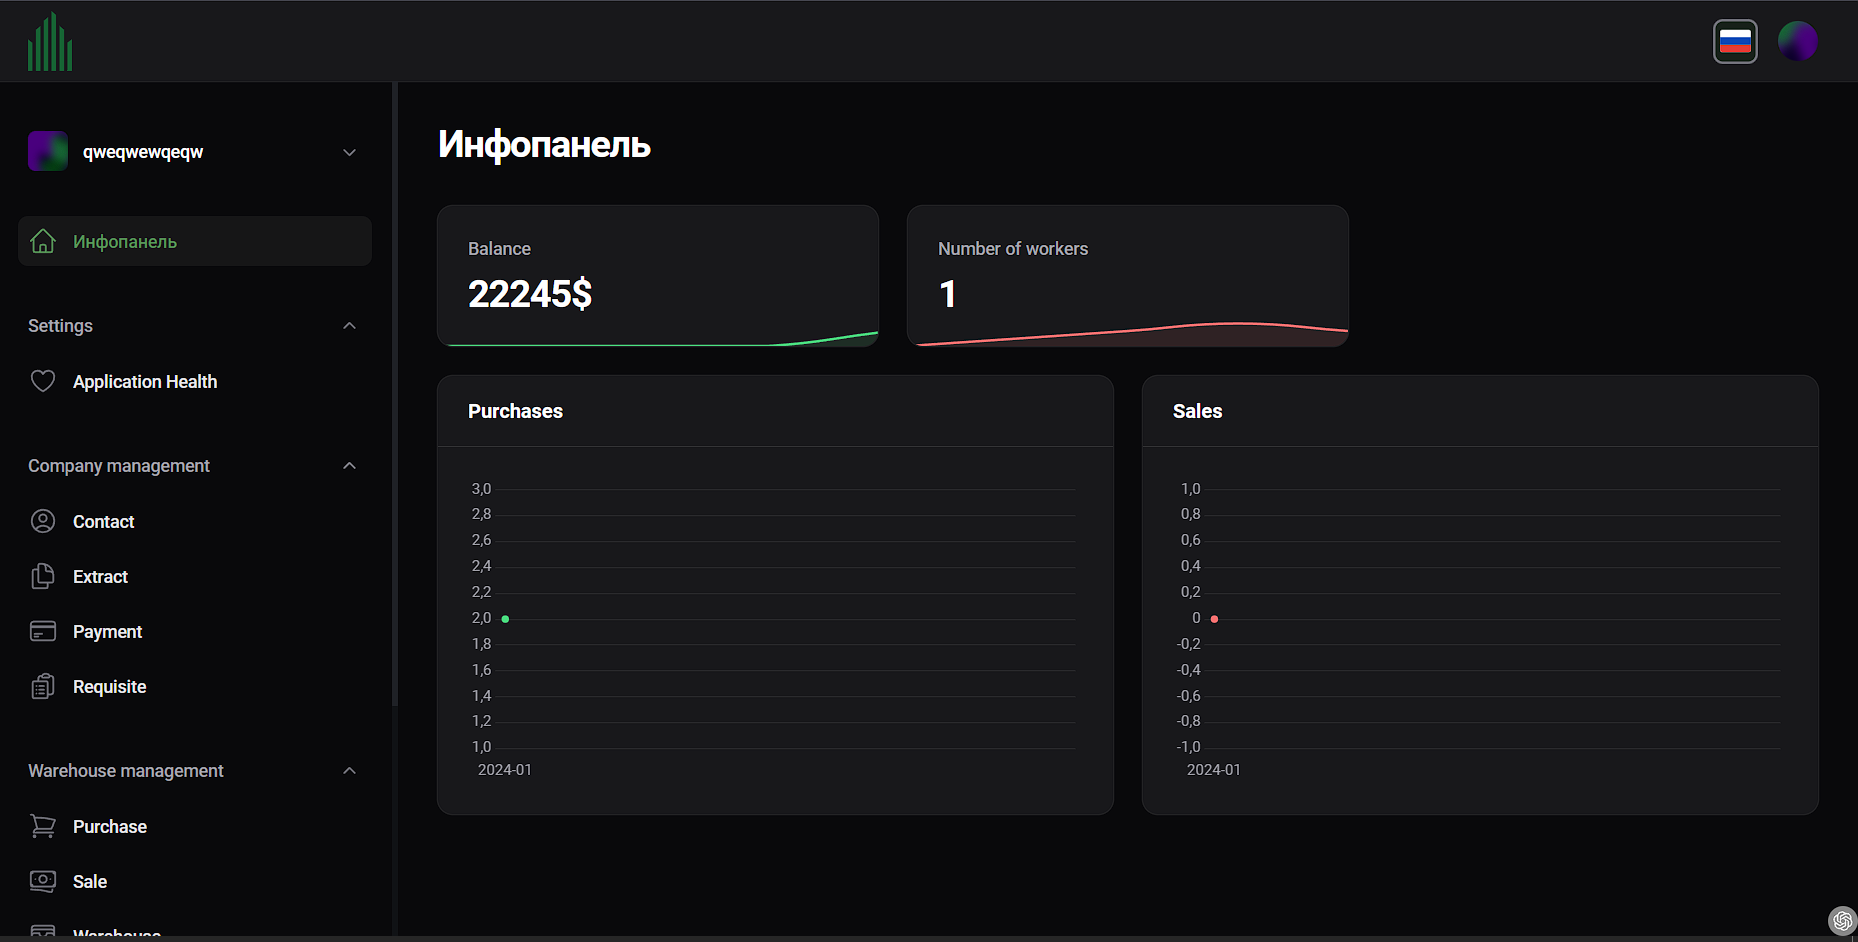 qweqwewqeqw
Инфопанель
Settings
Application Health
Company management
Contact
Extract
Payment
Requisite
Warehouse management
Purchase
Sale
Warehouse
Инфопанель
Balance
22245$
Number of workers
1
Purchases
3,0
2,8
2,6
2,4
2,2
2,0
1,8
1,6
1,4
1,2
1,0
2024-01
Sales
1,0
0,8
0,6
0,4
0,2
0
-0,2
-0,4
-0,6
-0,8
-1,0
2024-01